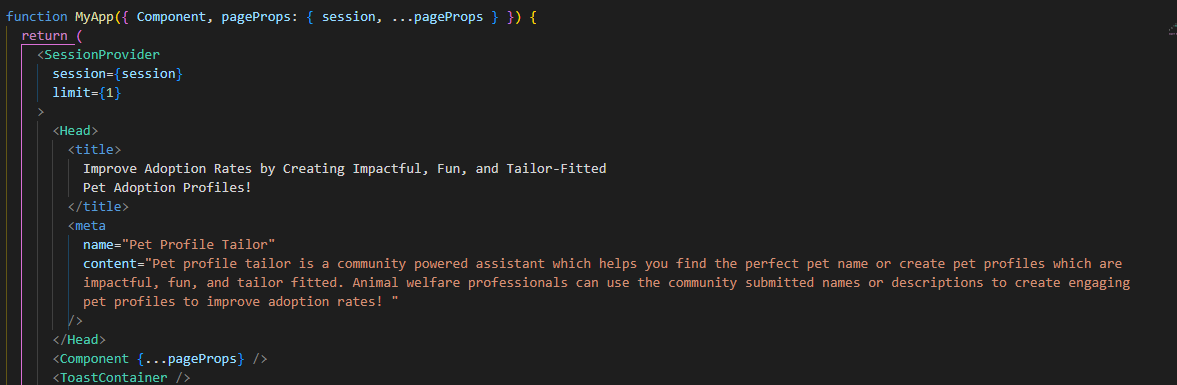 function MyApp({ Component, pageProps: { session, ...pageProps } }) {
return (
<SessionProvider
session={session}
limit={1}
>
<Head>
<title>
Improve Adoption Rates by Creating Impactful, Fun, and Tailor-Fitted
Pet Adoption Profiles!
</title>
<meta
name="Pet Profile Tailor"
content="Pet profile tailor is a community powered assistant which helps you find the perfect pet name or create pet profiles which are
impactful, fun, and tailor fitted. Animal welfare professionals can use the community submitted names or descriptions to create engaging
pet profiles to improve adoption rates! "
/>
</Head>
<Component {...pageProps} />
<ToastContainer />